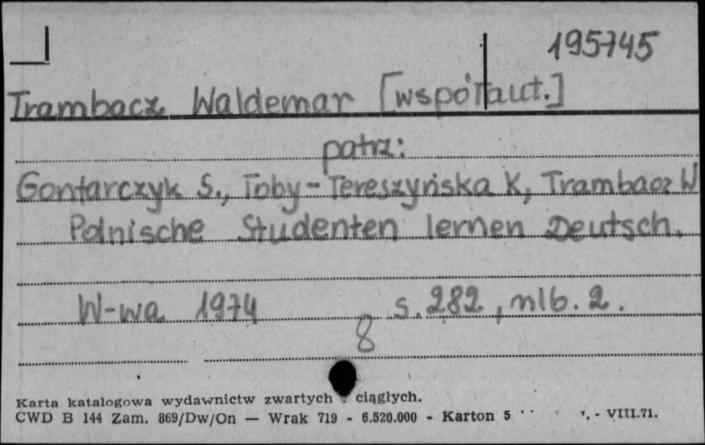 195745
Trambacz Waldemar [współaut.]
patrz:
Gontarczyk S., Toby-Tereszyńska K, Trambacz W
Polnische Studenten lernen Deutsch.
W-wa 1974 s. 282, nlb. 2.
8
Karta katalogowa wydawnictw zwartych i ciągłych.
CWD B 144 Zam. 869/Dw/On — Wrak 719 - 6.520.000 - Karton 5 - VIII.71.